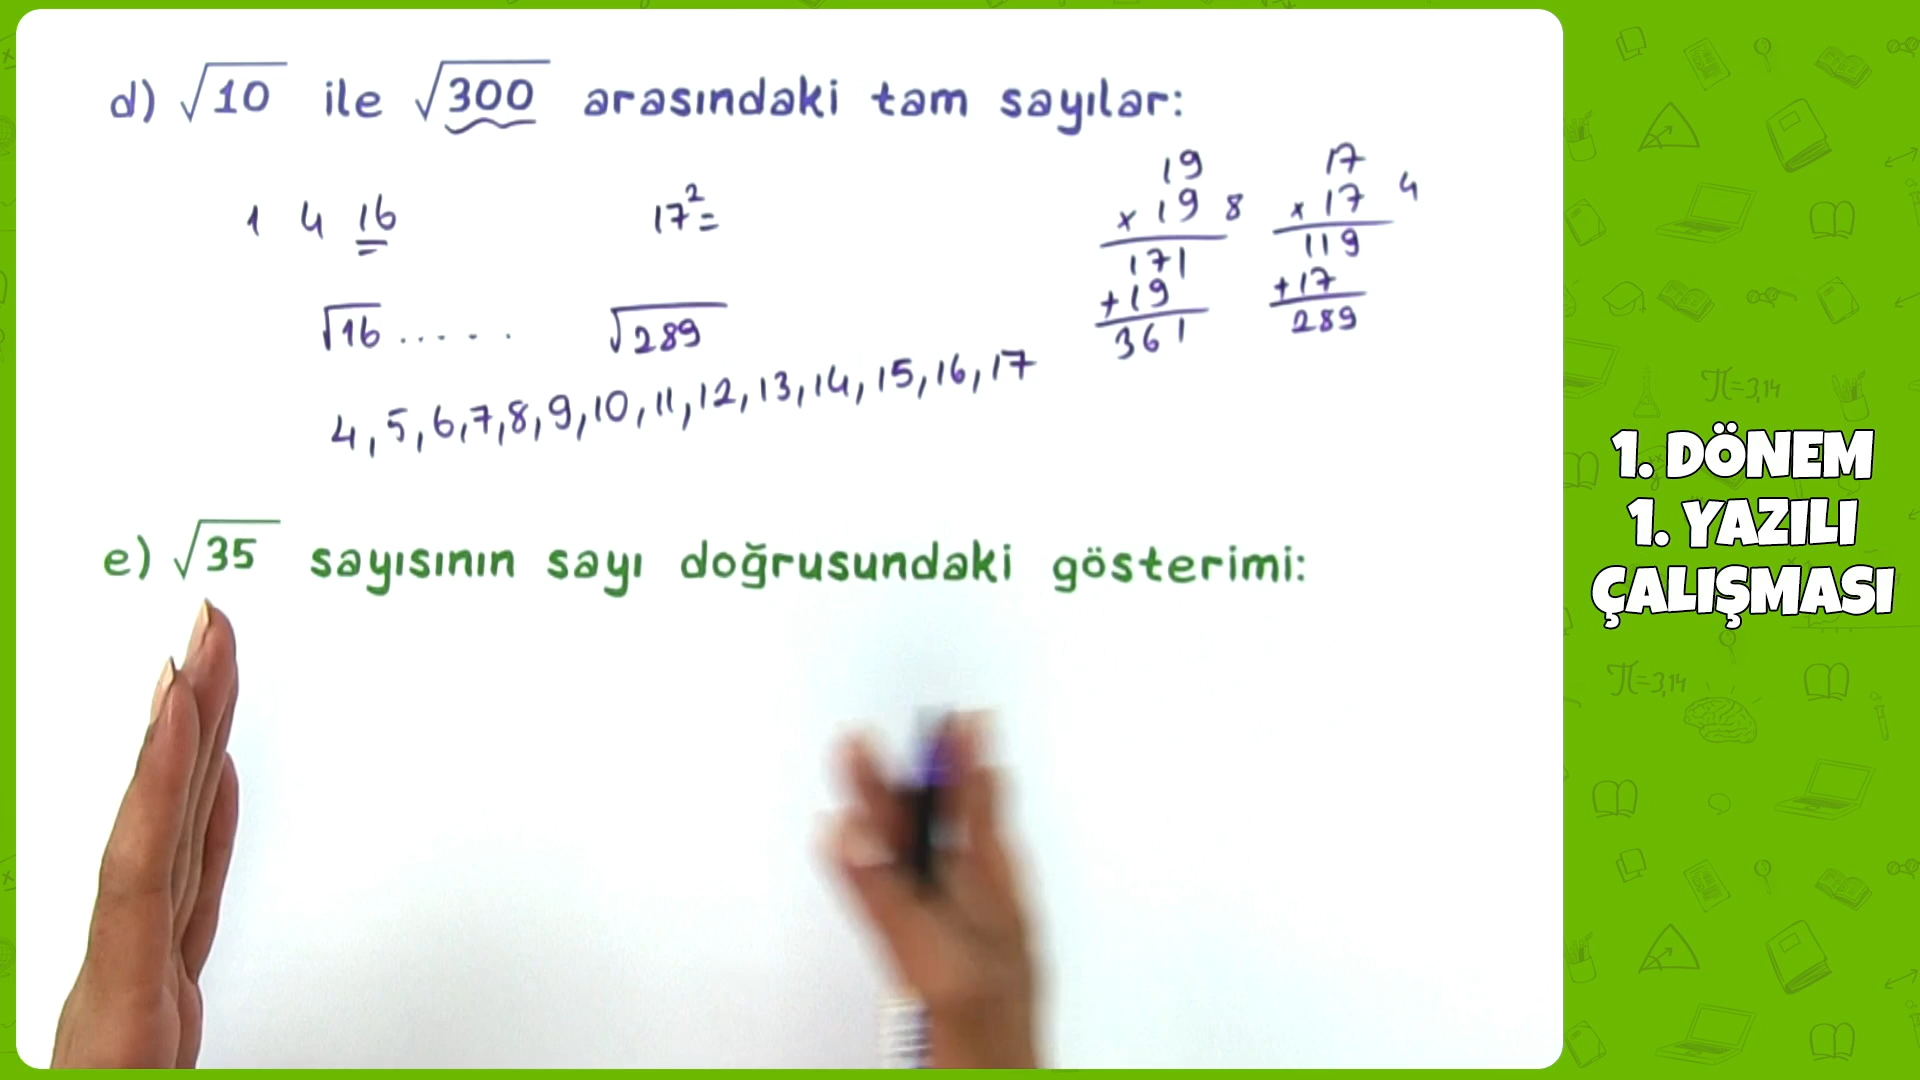 d) √10 ile √300 arasındaki tam sayılar:
1 4 16
17² =
√16 ..... √289
4, 5, 6, 7, 8, 9, 10, 11, 12, 13, 14, 15, 16, 17
19
x 19 8
171
+19
361
17
x 17 4
119
+17
289
e) √35 sayısının sayı doğrusundaki gösterimi:
1. DÖNEM
1. YAZILI
ÇALIŞMASI
π=3,14
π=3,14